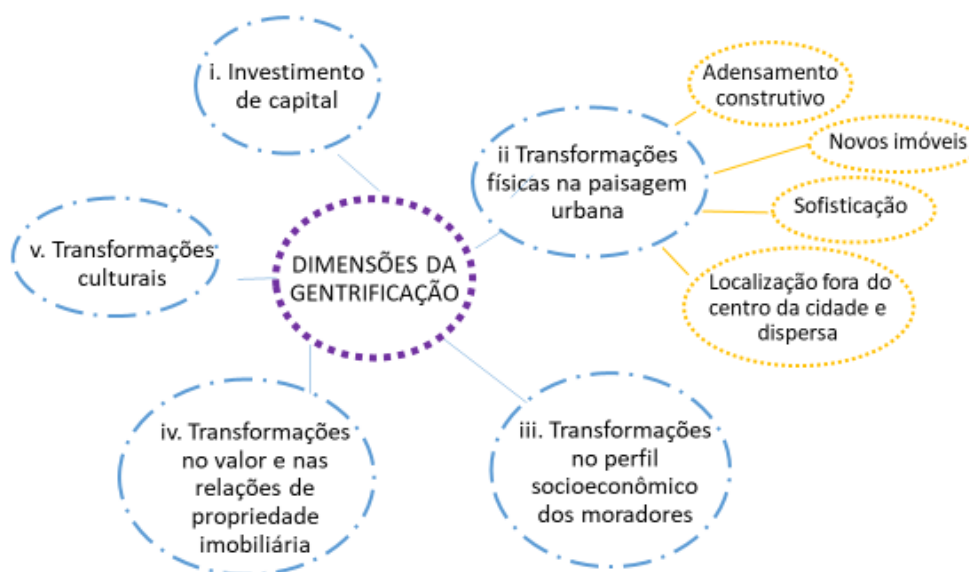 DIMENSÕES DA
GENTRIFICAÇÃO
i. Investimento
de capital
ii Transformações
físicas na paisagem
urbana
Adensamento
construtivo
Novos imóveis
Sofisticação
Localização fora do
centro da cidade e
dispersa
iii. Transformações
no perfil
socioeconômico
dos moradores
iv. Transformações
no valor e nas
relações de
propriedade
imobiliária
v. Transformações
culturais